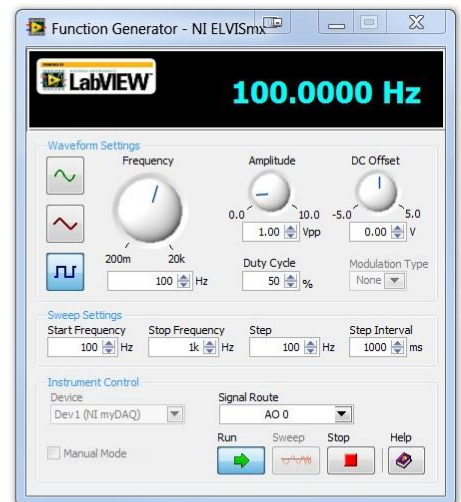 Function Generator - NI ELVISmx
LabVIEW
100.0000 Hz
Waveform Settings
Frequency
Amplitude
DC Offset
0.0
10.0
-5.0
5.0
1.00 Vpp
0.00 V
200m
20k
Duty Cycle
Modulation Type
100 Hz
50 %
None
Sweep Settings
Start Frequency
Stop Frequency
Step
Step Interval
100 Hz
1k Hz
100 Hz
1000 ms
Instrument Control
Device
Signal Route
Dev1 (NI myDAQ)
AO 0
Manual Mode
Run
Sweep
Stop
Help